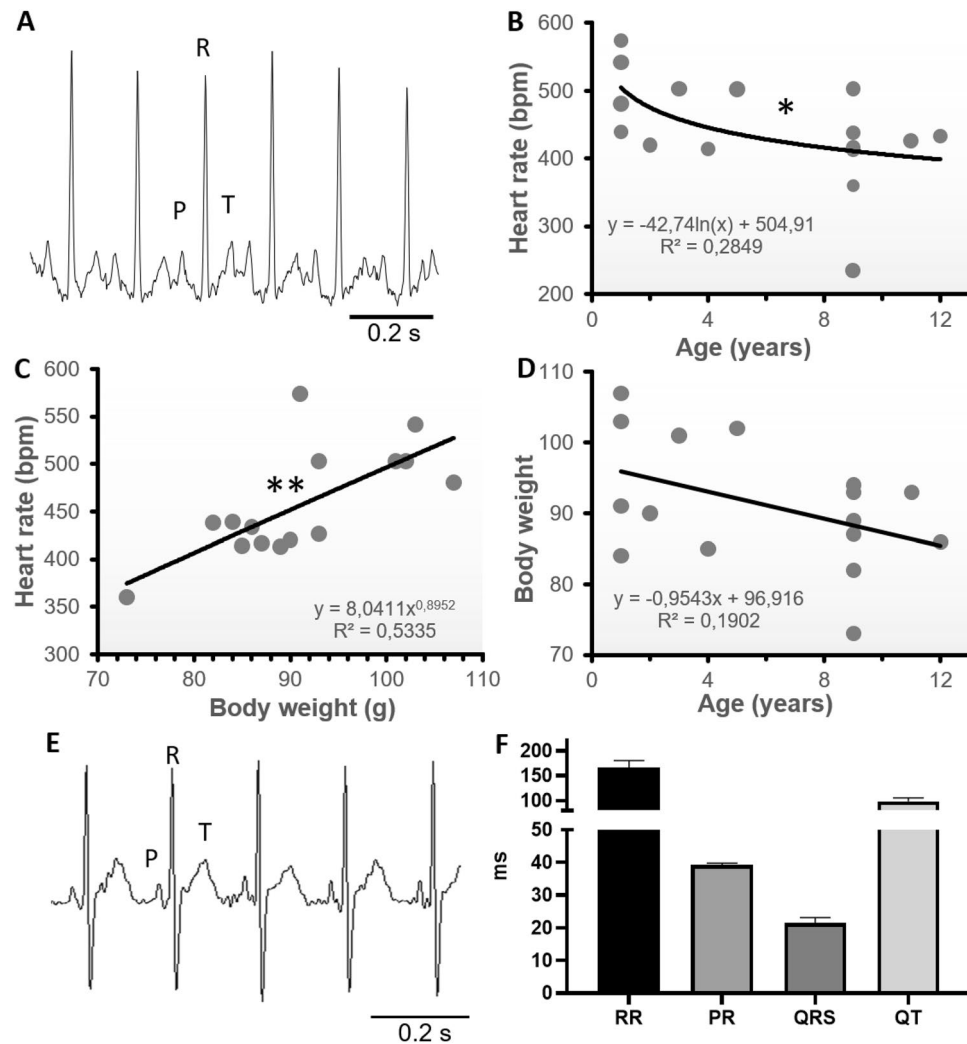 A
R
P
T
0.2 s
B
Heart rate (bpm)
600
500
400
300
200
*
y = -42,74ln(x) + 504,91
R² = 0,2849
0
4
8
12
Age (years)
C
Heart rate (bpm)
600
550
500
450
400
350
300
**
y = 8,0411x^0,8952
R² = 0,5335
70
80
90
100
110
Body weight (g)
D
Body weight
110
100
90
80
70
y = -0,9543x + 96,916
R² = 0,1902
0
4
8
12
Age (years)
E
R
P
T
0.2 s
F
ms
200
150
100
50
40
30
20
10
0
RR
PR
QRS
QT